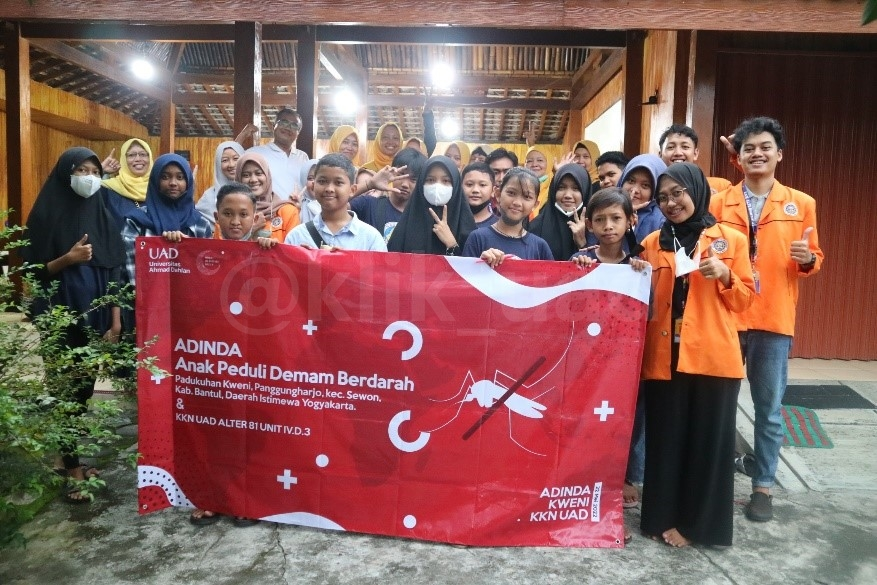 @klik_uad
UAD
Universitas
Ahmad Dahlan
ADINDA
Anak Peduli Demam Berdarah
Padukuhan Kweni, Panggungharjo, kec. Sewon,
Kab. Bantul, Daerah Istimewa Yogyakarta.
&
KKN UAD ALTER 81 UNIT IV.D.3
ADINDA
KWENI
KKN UAD